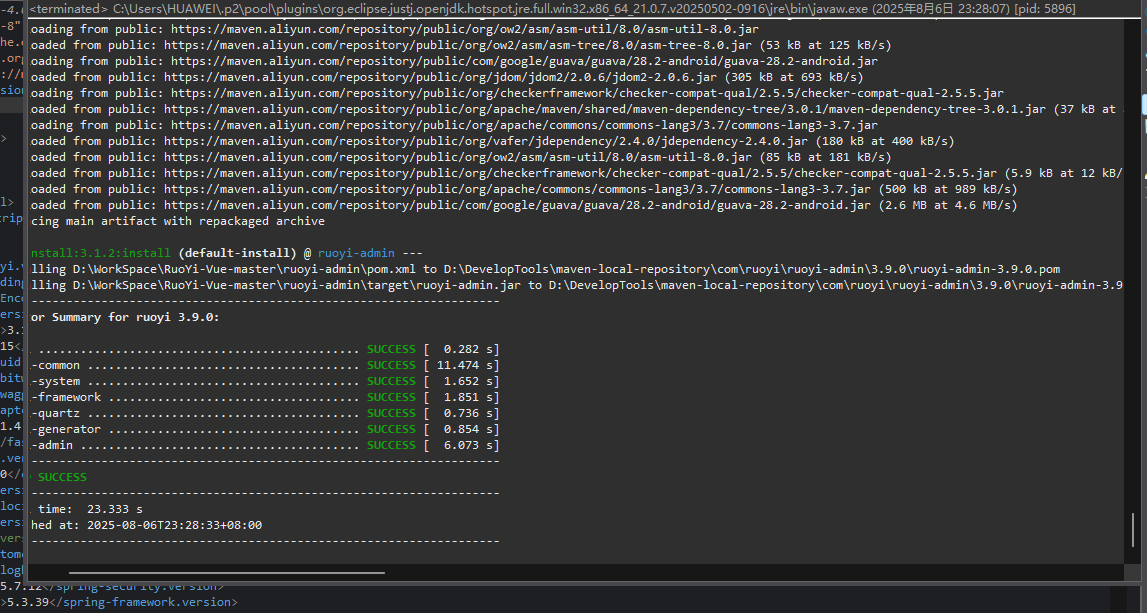 <terminated> C:\Users\HUAWEI\.p2\pool\plugins\org.eclipse.justj.openjdk.hotspot.jre.full.win32.x86_64_21.0.7.v20250502-0916\jre\bin\javaw.exe (2025年8月6日 23:28:07) [pid: 5896]
oading from public: https://maven.aliyun.com/repository/public/org/ow2/asm/asm-util/8.0/asm-util-8.0.jar
oaded from public: https://maven.aliyun.com/repository/public/org/ow2/asm/asm-tree/8.0/asm-tree-8.0.jar (53 kB at 125 kB/s)
oading from public: https://maven.aliyun.com/repository/public/com/google/guava/guava/28.2-android/guava-28.2-android.jar
oaded from public: https://maven.aliyun.com/repository/public/org/jdom/jdom2/2.0.6/jdom2-2.0.6.jar (305 kB at 693 kB/s)
oading from public: https://maven.aliyun.com/repository/public/org/checkerframework/checker-compat-qual/2.5.5/checker-compat-qual-2.5.5.jar
oaded from public: https://maven.aliyun.com/repository/public/org/apache/maven/shared/maven-dependency-tree/3.0.1/maven-dependency-tree-3.0.1.jar (37 kB at
oading from public: https://maven.aliyun.com/repository/public/org/apache/commons/commons-lang3/3.7/commons-lang3-3.7.jar
oaded from public: https://maven.aliyun.com/repository/public/org/vafer/jdependency/2.4.0/jdependency-2.4.0.jar (180 kB at 400 kB/s)
oaded from public: https://maven.aliyun.com/repository/public/org/ow2/asm/asm-util/8.0/asm-util-8.0.jar (85 kB at 181 kB/s)
oaded from public: https://maven.aliyun.com/repository/public/org/checkerframework/checker-compat-qual/2.5.5/checker-compat-qual-2.5.5.jar (5.9 kB at 12 kB/
oaded from public: https://maven.aliyun.com/repository/public/org/apache/commons/commons-lang3/3.7/commons-lang3-3.7.jar (500 kB at 989 kB/s)
oaded from public: https://maven.aliyun.com/repository/public/com/google/guava/guava/28.2-android/guava-28.2-android.jar (2.6 MB at 4.6 MB/s)
cing main artifact with repackaged archive
nstall:3.1.2:install (default-install) @ ruoyi-admin ---
lling D:\WorkSpace\RuoYi-Vue-master\ruoyi-admin\pom.xml to D:\DevelopTools\maven-local-repository\com\ruoyi\ruoyi-admin\3.9.0\ruoyi-admin-3.9.0.pom
lling D:\WorkSpace\RuoYi-Vue-master\ruoyi-admin\target\ruoyi-admin.jar to D:\DevelopTools\maven-local-repository\com\ruoyi\ruoyi-admin\3.9.0\ruoyi-admin-3.9
-------------------------------------------------------------------
or Summary for ruoyi 3.9.0:
.............................................. SUCCESS [  0.282 s]
-common ....................................... SUCCESS [ 11.474 s]
-system ....................................... SUCCESS [  1.652 s]
-framework .................................... SUCCESS [  1.851 s]
-quartz ....................................... SUCCESS [  0.736 s]
-generator .................................... SUCCESS [  0.854 s]
-admin ........................................ SUCCESS [  6.073 s]
-------------------------------------------------------------------
SUCCESS
-------------------------------------------------------------------
time:  23.333 s
hed at: 2025-08-06T23:28:33+08:00
-------------------------------------------------------------------
5.7.12</spring-security.version>
>5.3.39</spring-framework.version>